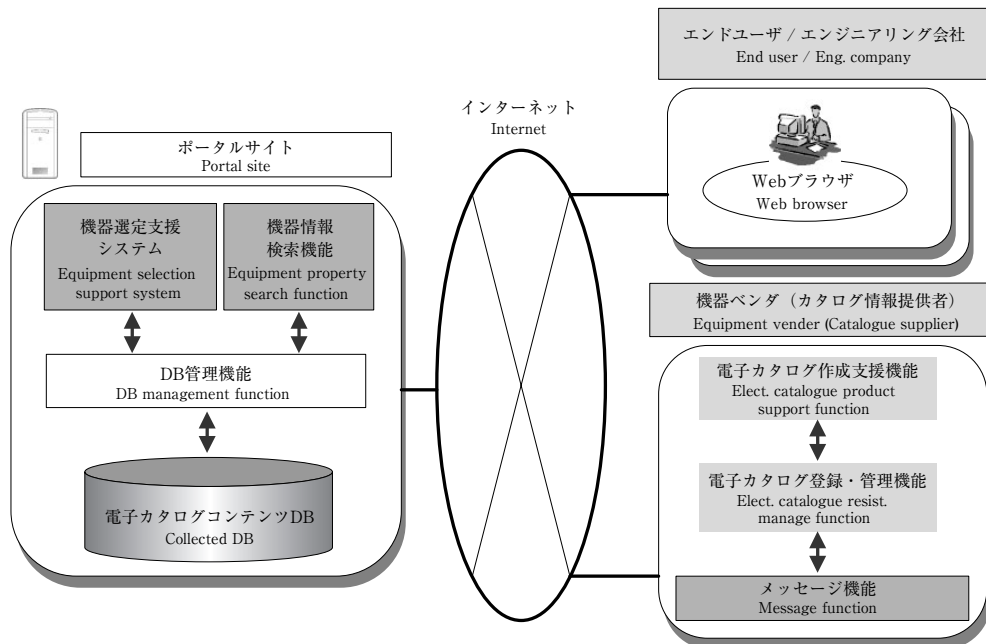 ポータルサイト
Portal site
機器選定支援
システム
Equipment selection
support system
機器情報
検索機能
Equipment property
search function
DB管理機能
DB management function
電子カタログコンテンツDB
Collected DB
インターネット
Internet
エンドユーザ / エンジニアリング会社
End user / Eng. company
Webブラウザ
Web browser
機器ベンダ（カタログ情報提供者）
Equipment vender (Catalogue supplier)
電子カタログ作成支援機能
Elect. catalogue product
support function
電子カタログ登録・管理機能
Elect. catalogue resist.
manage function
メッセージ機能
Message function